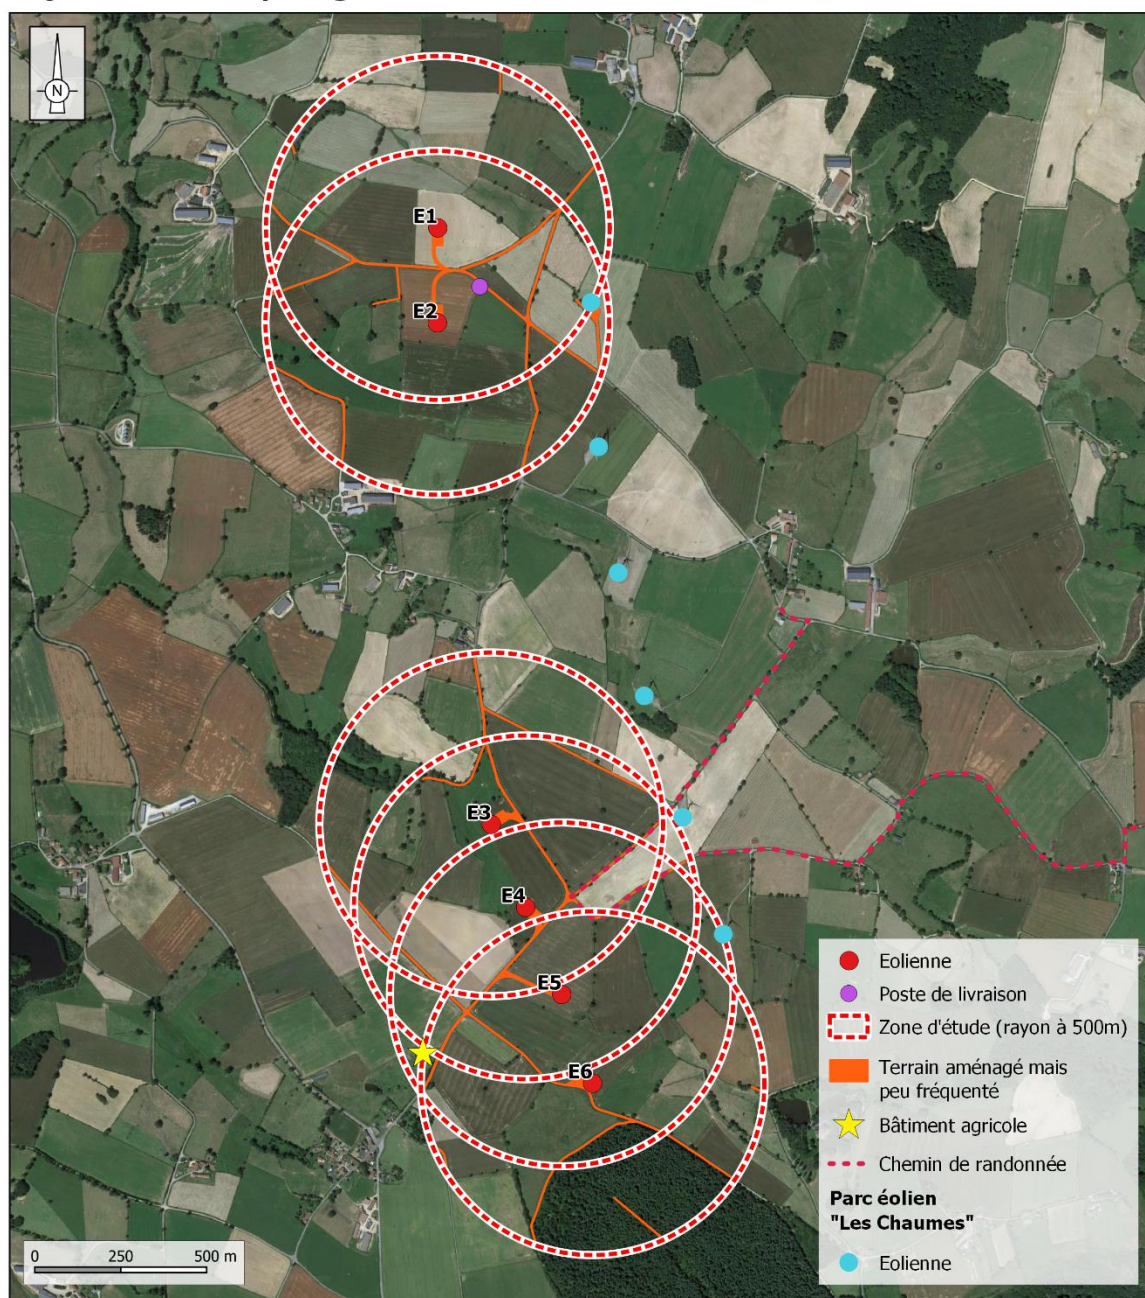 N
E1
E2
E3
E4
E5
E6
Eolienne
Poste de livraison
Zone d'étude (rayon à 500m)
Terrain aménagé mais
peu fréquenté
Bâtiment agricole
Chemin de randonnée
Parc éolien
"Les Chaumes"
Eolienne
0 250 500 m